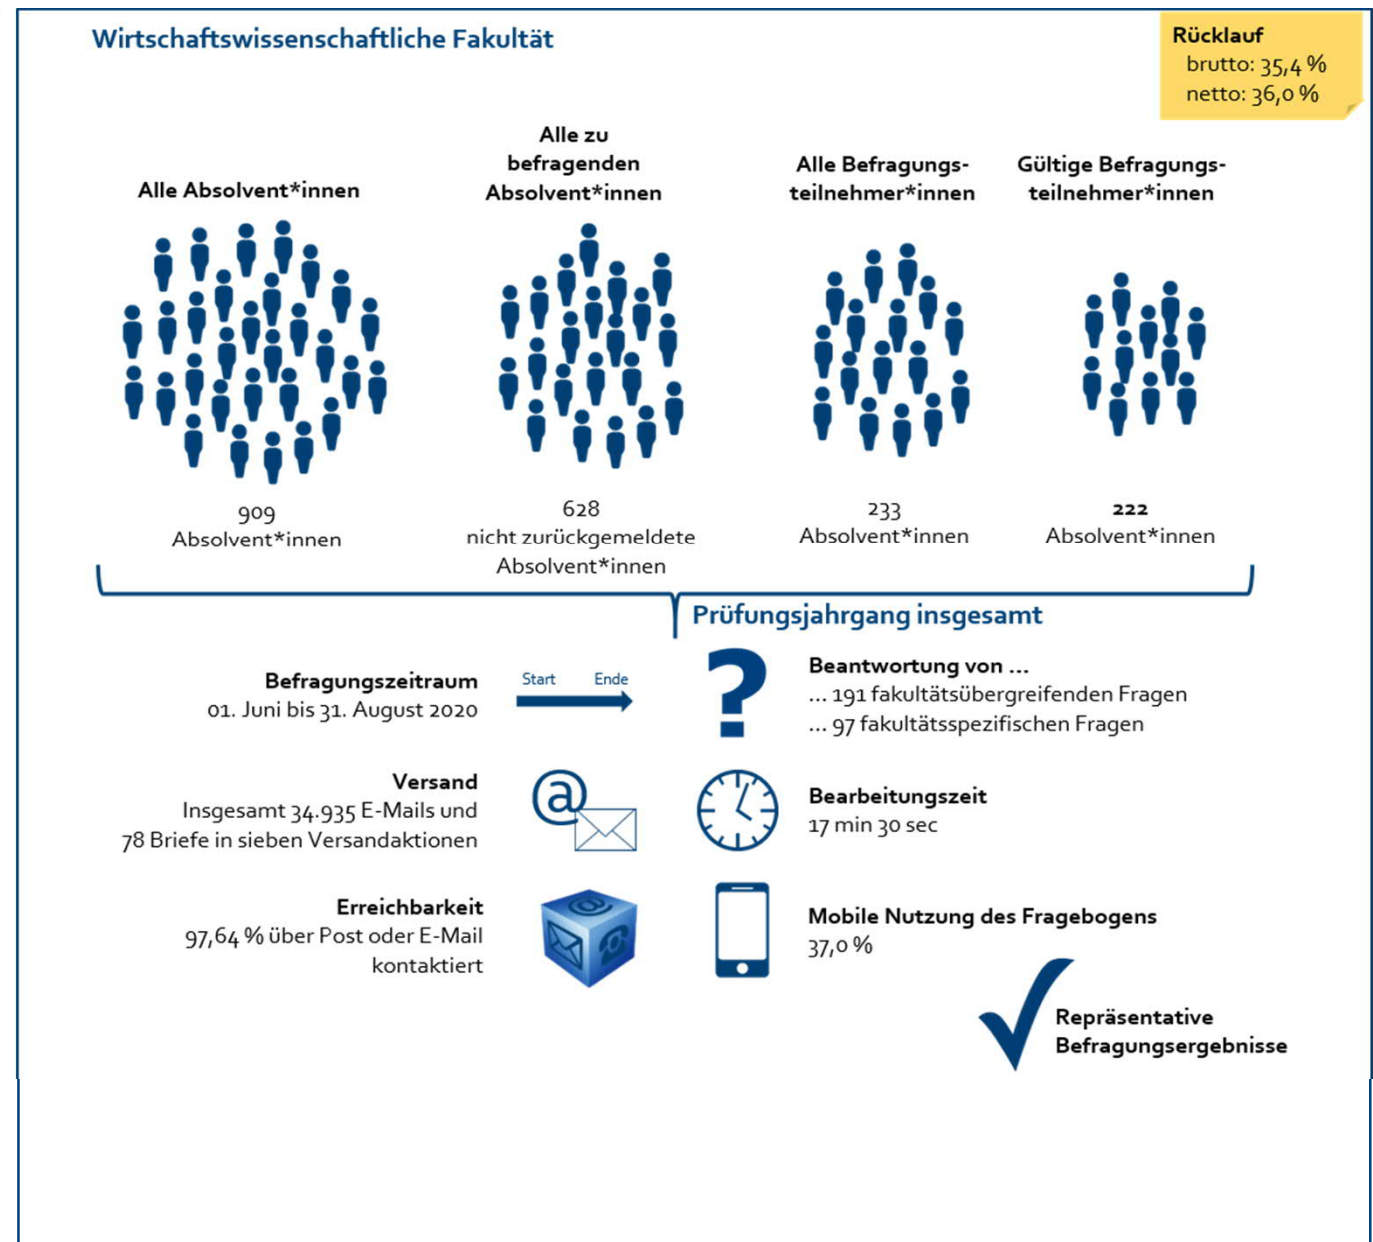 Wirtschaftswissenschaftliche Fakultät
Rücklauf
brutto: 35,4 %
netto: 36,0 %
Alle Absolvent*innen
Alle zu
befragenden
Absolvent*innen
Alle Befragungs-
teilnehmer*innen
Gültige Befragungs-
teilnehmer*innen
909
Absolvent*innen
628
nicht zurückgemeldete
Absolvent*innen
233
Absolvent*innen
222
Absolvent*innen
Prüfungsjahrgang insgesamt
Befragungszeitraum
01. Juni bis 31. August 2020
Start
Ende
?
Beantwortung von ...
... 191 fakultätsübergreifenden Fragen
... 97 fakultätsspezifischen Fragen
Versand
Insgesamt 34.935 E-Mails und
78 Briefe in sieben Versandaktionen
@
Bearbeitungszeit
17 min 30 sec
Erreichbarkeit
97,64 % über Post oder E-Mail
kontaktiert
@
Mobile Nutzung des Fragebogens
37,0 %
Repräsentative
Befragungsergebnisse